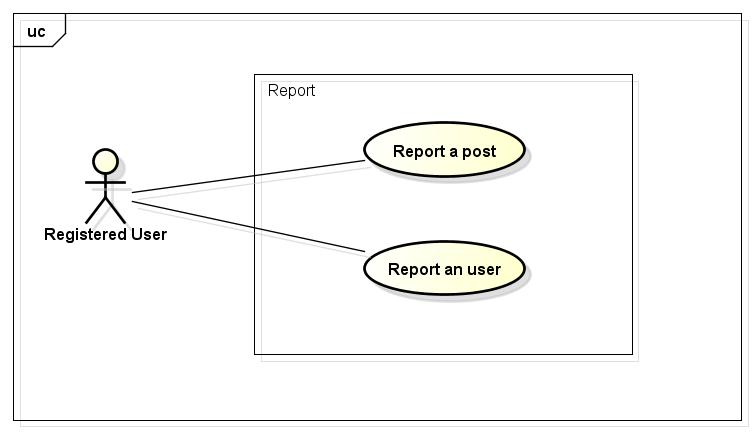 uc
Report
Report a post
Registered User
Report an user